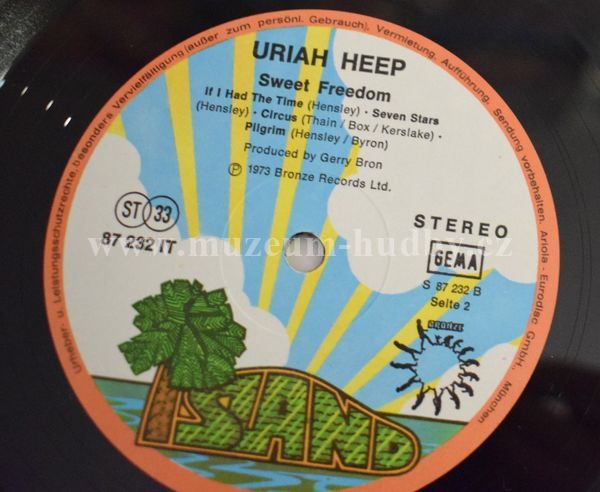 Urheber- u. Leistungsschutzrechte, besonders Vervielfältigung (außer zum persönl. Gebrauch), Vermietung, Aufführung, Sendung vorbehalten. Ariola-Eurodisc GmbH., München
URIAH HEEP
Sweet Freedom
If I Had The Time (Hensley) · Seven Stars
(Hensley) · Circus (Thain / Box / Kerslake) ·
Pilgrim (Hensley / Byron)
Produced by Gerry Bron
Ⓟ 1973 Bronze Records Ltd.
ST 33
87 232 IT
STEREO
GEMA
S 87 232 B
Seite 2
BRONZE
ISLAND
www.muzeum-hudby.cz